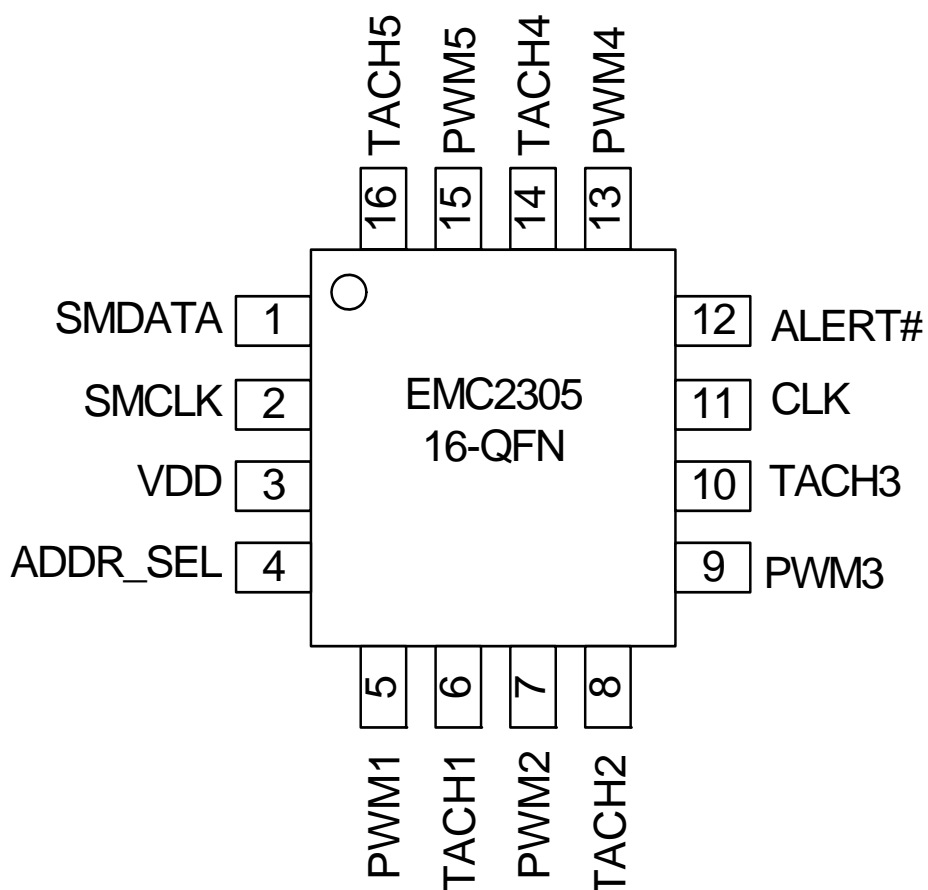 TACH5
PWM5
TACH4
PWM4
16
15
14
13
SMDATA 1
12 ALERT#
SMCLK 2
11 CLK
EMC2305
16-QFN
VDD 3
10 TACH3
ADDR_SEL 4
9 PWM3
5
6
7
8
PWM1
TACH1
PWM2
TACH2